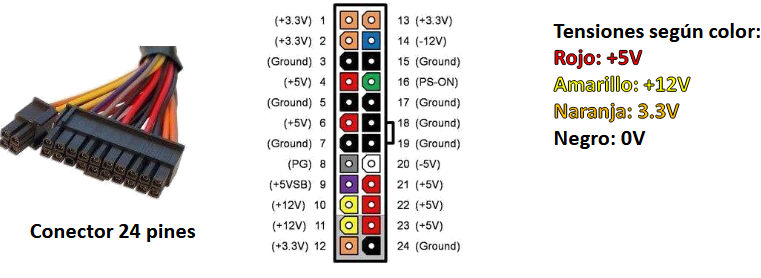 (+3.3V) 1 13 (+3.3V)
(+3.3V) 2 14 (-12V)
(Ground) 3 15 (Ground)
(+5V) 4 16 (PS-ON)
(Ground) 5 17 (Ground)
(+5V) 6 18 (Ground)
(Ground) 7 19 (Ground)
(PG) 8 20 (-5V)
(+5VSB) 9 21 (+5V)
(+12V) 10 22 (+5V)
(+12V) 11 23 (+5V)
(+3.3V) 12 24 (Ground)
Conector 24 pines
Tensiones según color:
Rojo: +5V
Amarillo: +12V
Naranja: 3.3V
Negro: 0V